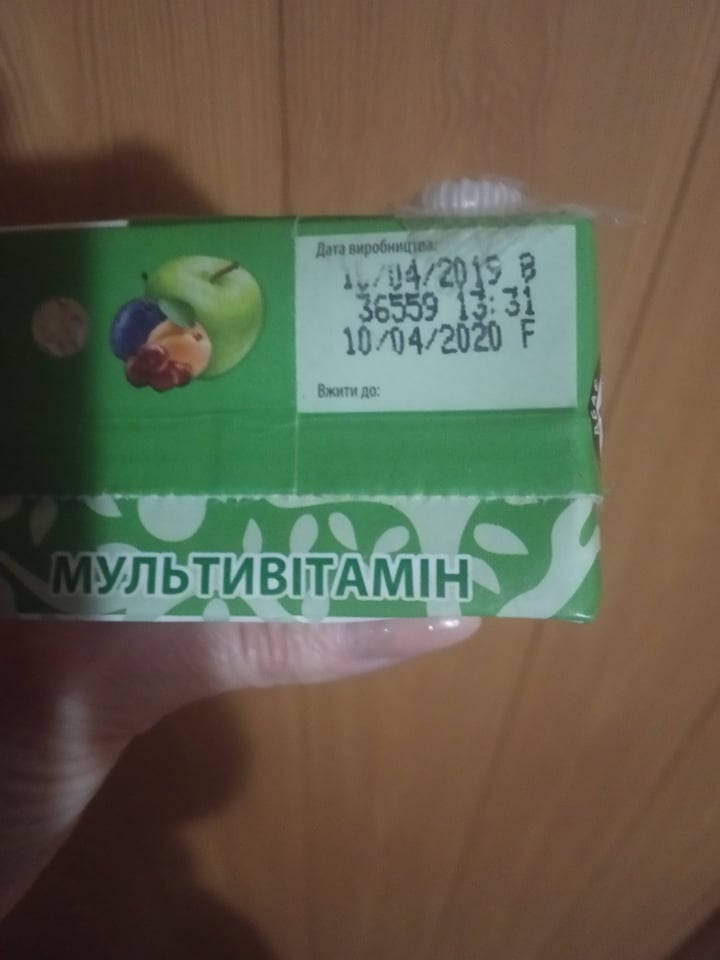 Дата виробництва:
10/04/2019 B
36559 13:31
10/04/2020 F
Вжити до:
МУЛЬТИВІТАМІН